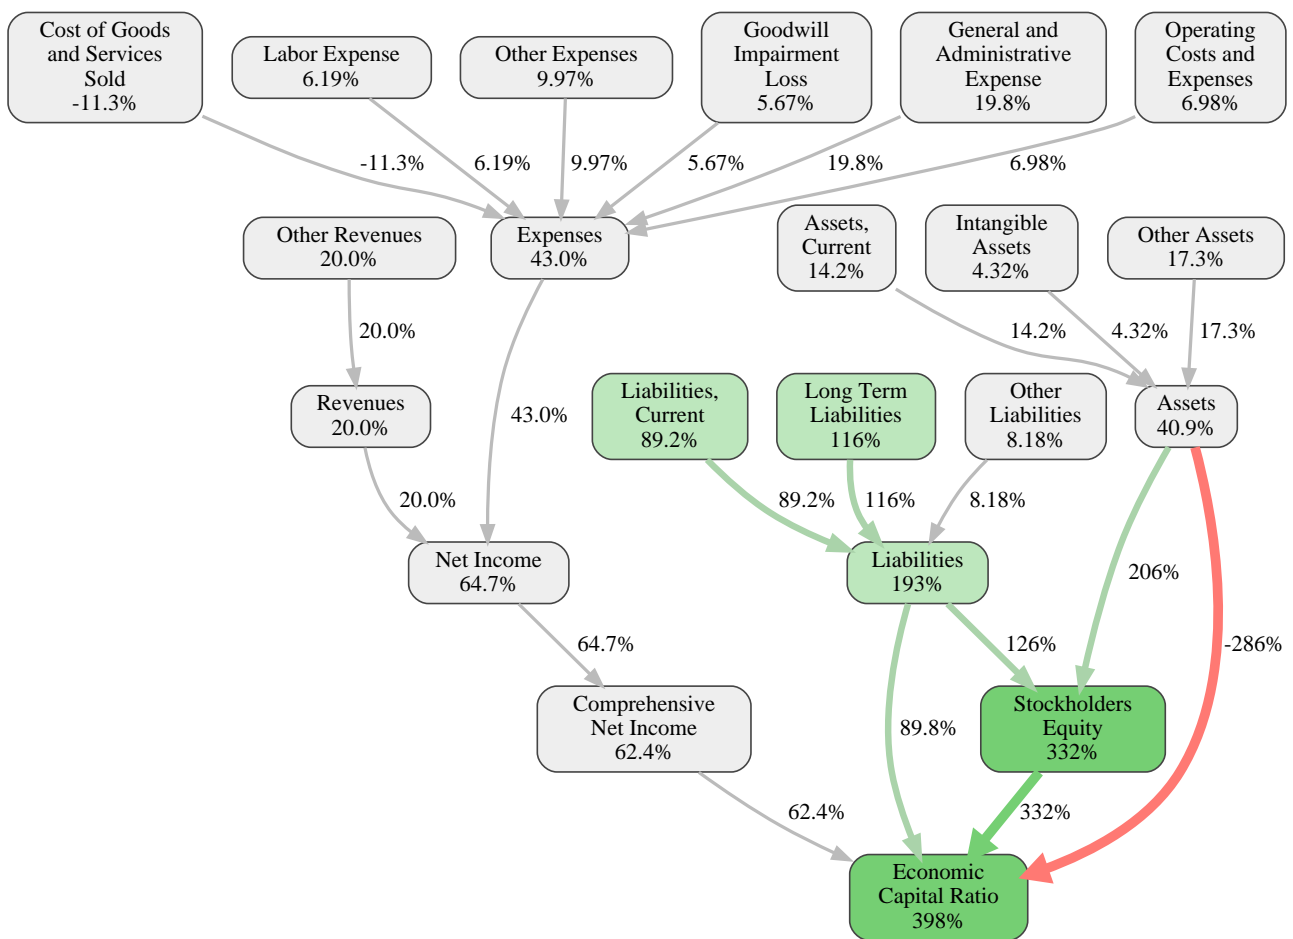 Cost of Goods
and Services
Sold
-11.3%
Labor Expense
6.19%
Other Expenses
9.97%
Goodwill
Impairment
Loss
5.67%
General and
Administrative
Expense
19.8%
Operating
Costs and
Expenses
6.98%
-11.3%
6.19%
9.97%
5.67%
19.8%
6.98%
Other Revenues
20.0%
Expenses
43.0%
Assets,
Current
14.2%
Intangible
Assets
4.32%
Other Assets
17.3%
20.0%
14.2%
4.32%
17.3%
Revenues
20.0%
43.0%
Liabilities,
Current
89.2%
Long Term
Liabilities
116%
Other
Liabilities
8.18%
Assets
40.9%
20.0%
89.2%
116%
8.18%
Net Income
64.7%
Liabilities
193%
206%
64.7%
126%
-286%
Comprehensive
Net Income
62.4%
89.8%
Stockholders
Equity
332%
62.4%
332%
Economic
Capital Ratio
398%